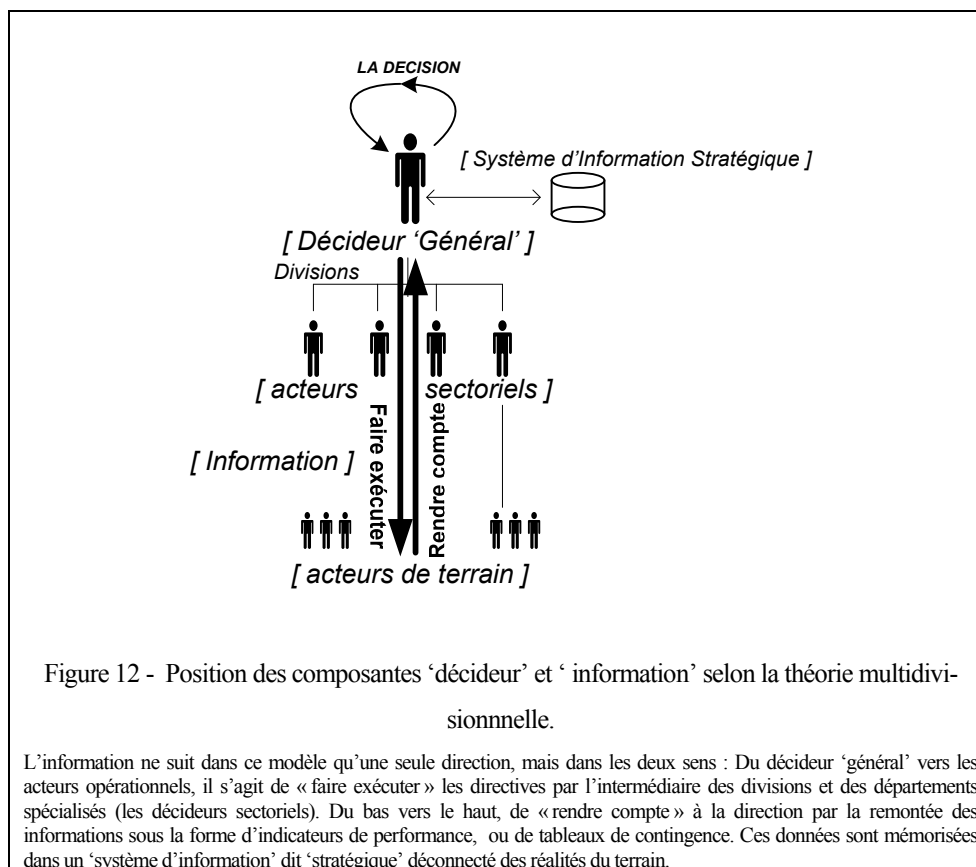 LA DECISION
[ Système d'Information Stratégique ]
[ Décideur ‘Général’ ]
Divisions
[ acteurs sectoriels ]
Faire exécuter
Rendre compte
[ Information ]
[ acteurs de terrain ]
Figure 12 - Position des composantes ‘décideur’ et ‘ information’ selon la théorie multidivi-
sionnnelle.
L’information ne suit dans ce modèle qu’une seule direction, mais dans les deux sens : Du décideur ‘général’ vers les
acteurs opérationnels, il s’agit de « faire exécuter » les directives par l’intermédiaire des divisions et des départements
spécialisés (les décideurs sectoriels). Du bas vers le haut, de « rendre compte » à la direction par la remontée des
informations sous la forme d’indicateurs de performance, ou de tableaux de contingence. Ces données sont mémorisées
dans un ‘système d’information’ dit ‘stratégique’ déconnecté des réalités du terrain.